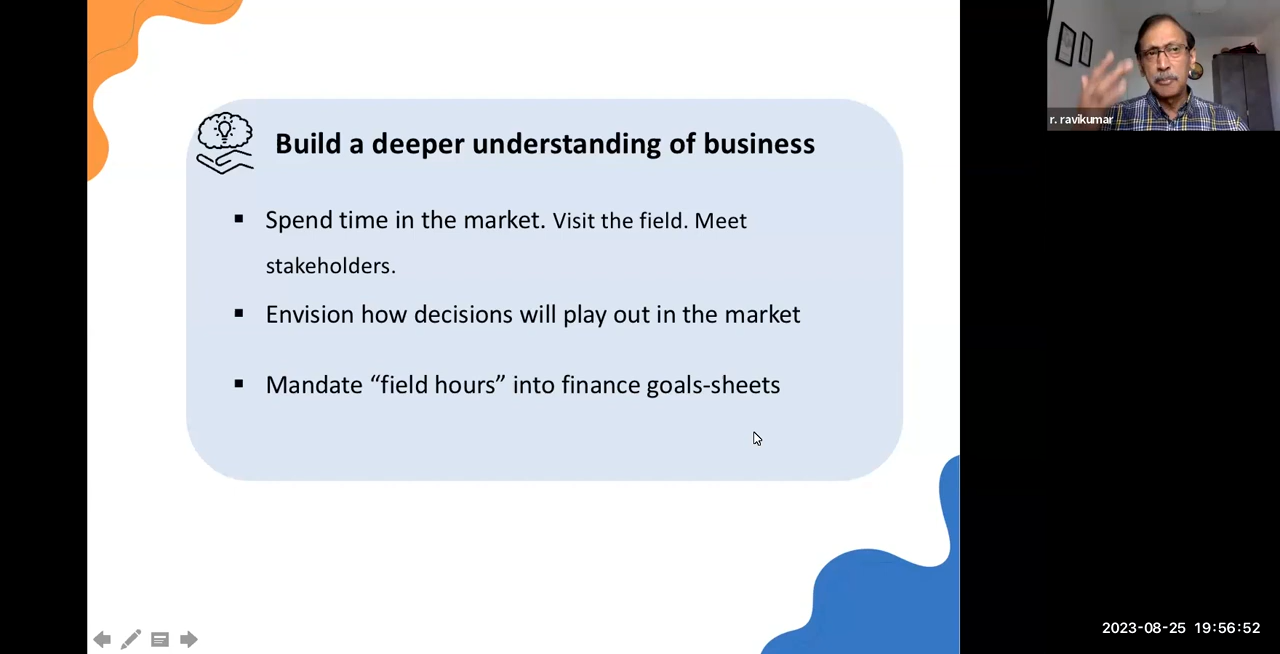 Build a deeper understanding of business
▪ Spend time in the market. Visit the field. Meet
stakeholders.
▪ Envision how decisions will play out in the market
▪ Mandate “field hours” into finance goals-sheets
r. ravikumar
2023-08-25 19:56:52